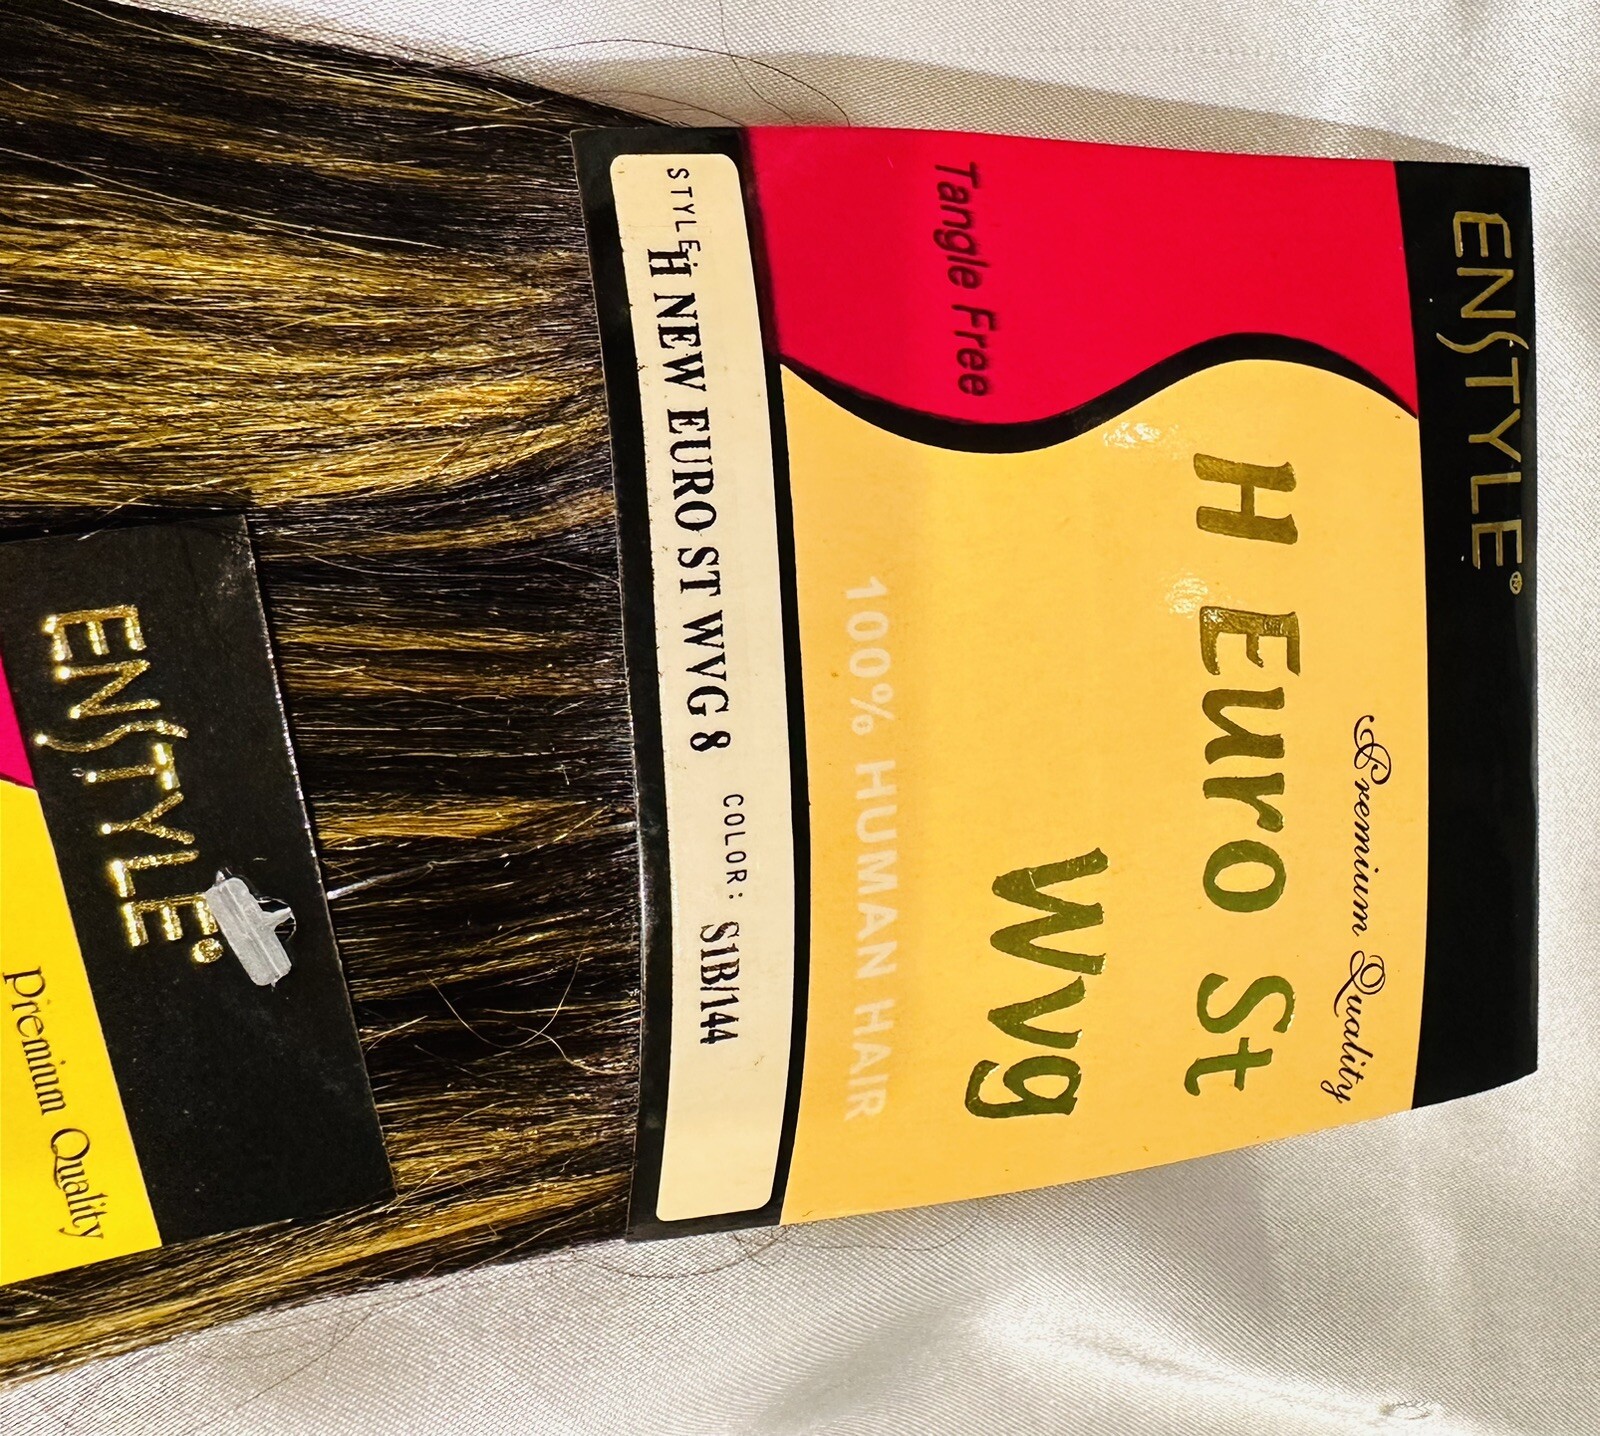 ENSTYLE®
Premium Quality
H Euro St
Wvg
Tangle Free
100% HUMAN HAIR
STYLE: H NEW EURO ST WVG 8 COLOR: S1B/144
ENSTYLE®
Premium Quality